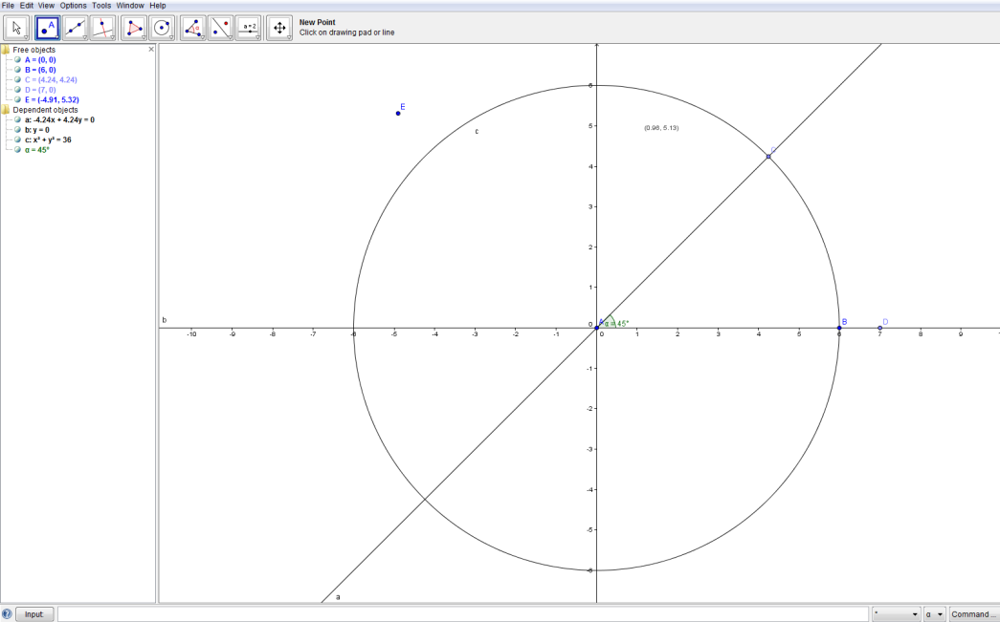 File Edit View Options Tools Window Help
A
α
a = 2
New Point
Click on drawing pad or line
Free objects
A = (0, 0)
B = (6, 0)
C = (4.24, 4.24)
D = (7, 0)
E = (-4.91, 5.32)
Dependent objects
a: -4.24x + 4.24y = 0
b: y = 0
c: x² + y² = 36
α = 45°
6
E
5
c
(0.96, 5.13)
C
4
3
2
1
b
0
A
α = 45°
B
D
-10 -9 -8 -7 -6 -5 -4 -3 -2 -1 0 1 2 3 4 5 6 7 8 9 1
-1
-2
-3
-4
-5
-6
a
Input
° α Command ...